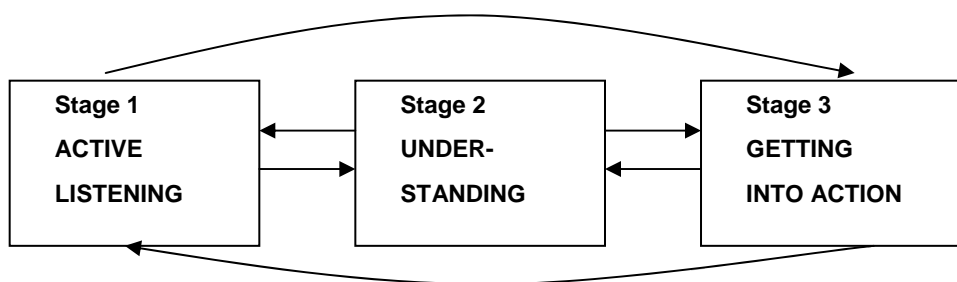 Stage 1
ACTIVE
LISTENING
Stage 2
UNDER-
STANDING
Stage 3
GETTING
INTO ACTION